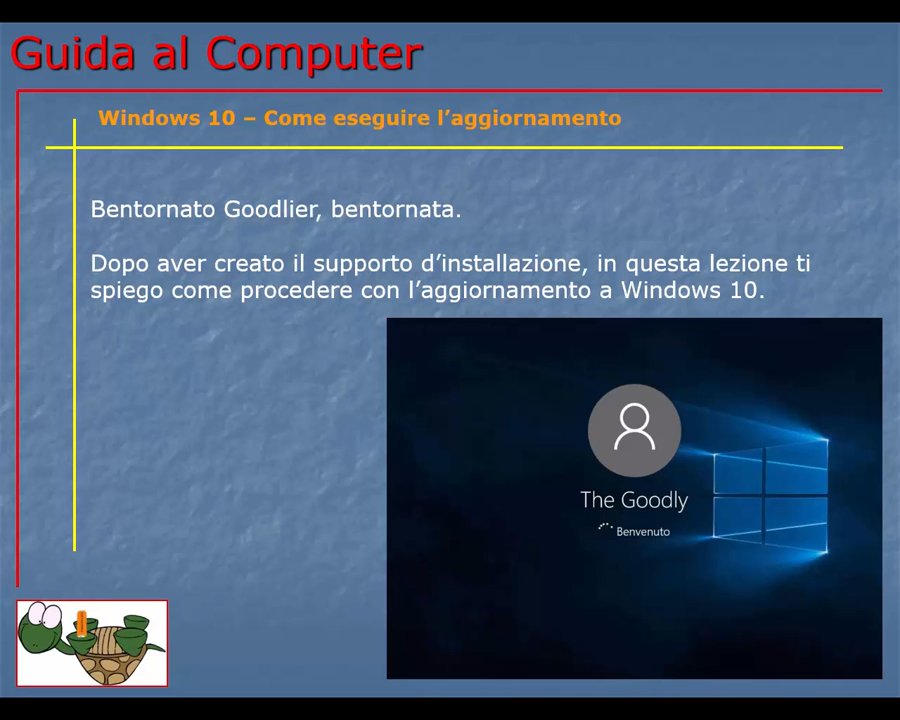 Guida al Computer
Windows 10 – Come eseguire l’aggiornamento
Bentornato Goodlier, bentornata.
Dopo aver creato il supporto d’installazione, in questa lezione ti
spiego come procedere con l’aggiornamento a Windows 10.
The Goodly
Benvenuto